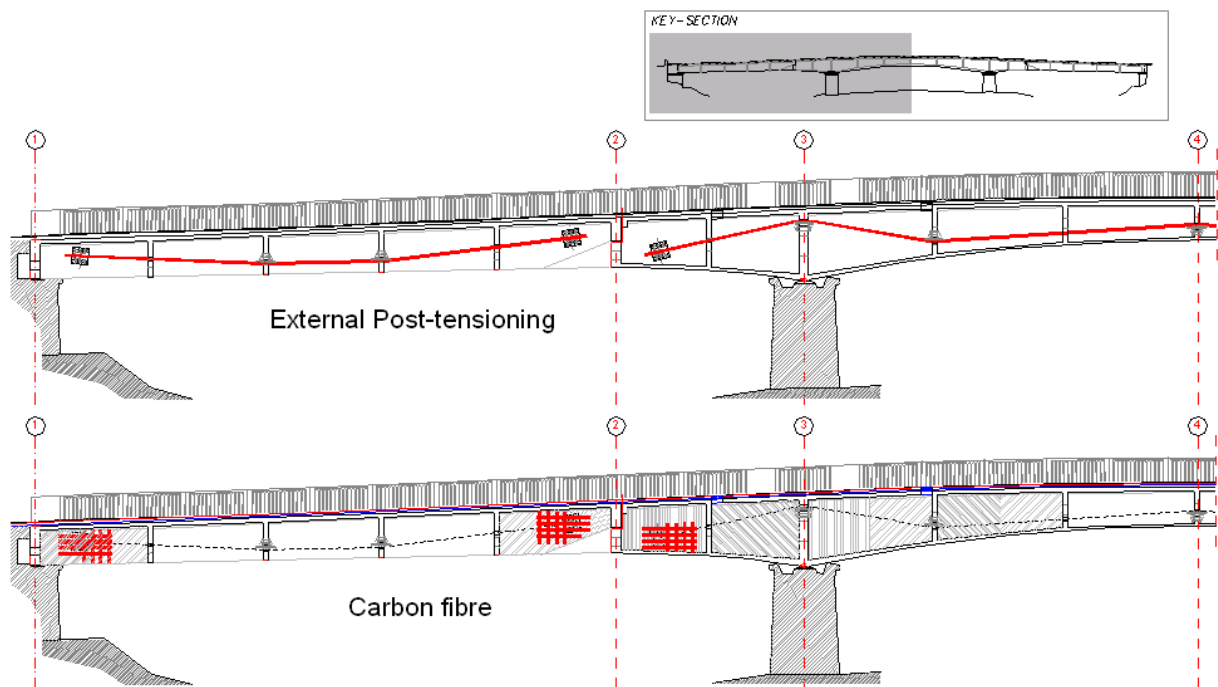 KEY-SECTION
1 2 3 4
External Post-tensioning
1 2 3 4
Carbon fibre